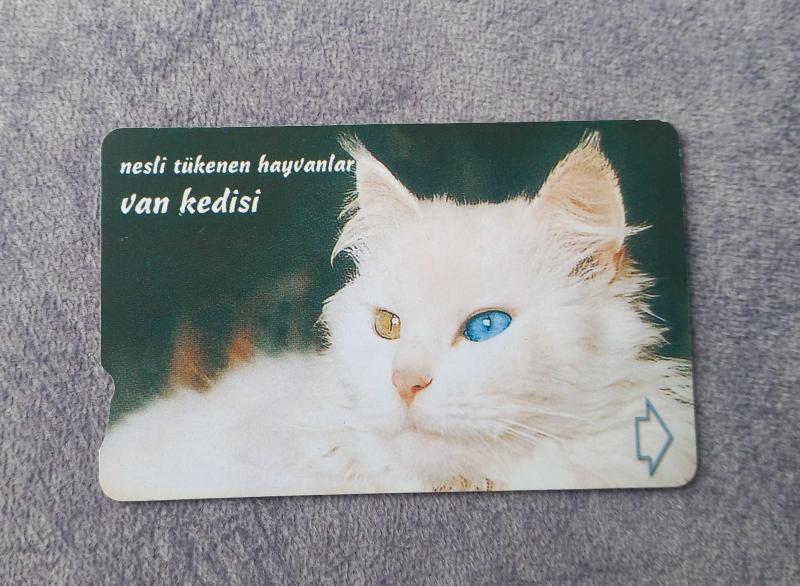 nesli tükenen hayvanlar
van kedisi